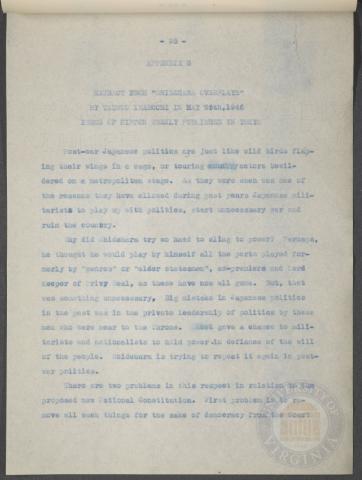 - 98 -
APPENDIX G
EXTRACT FROM "SHIDEHARA OVERPLAYS"
BY TATSUO IWABUCHI IN MAY 25th, 1946
ISSUE OF NIPPON WEEKLY PUBLISHED IN TOKYO
Post-war Japanese politics are just like wild birds flap-
ping their wings in a cage, or touring country actors bewil-
dered on a metropolitan stage. As they were such was one of
the reasons they have allowed during past years Japanese mili-
tarists to play up with politics, start unnecessary war and
ruin the country.
Why did Shidehara try so hard to cling to power? Perhaps,
he thought he would play by himself all the parts played for-
merly by "genros" or "elder statesmen", ex-premiers and Lord
Keeper of Privy Seal, as these have now all gone. But, that
was something unnecessary. Big mistake in Japanese politics
in the past was in the private leadership of politics by these
men who were near to the Throne. That gave a chance to mili-
tarists and nationalists to hold power in defiance of the will
of the people. Shidehara is trying to repeat it again in post-
war politics.
There are two problems in this respect in relation to the
proposed new National Constitution. First problem is to re-
move all such things for the sake of democracy from the Court
UNIVERSITY OF
VIRGINIA